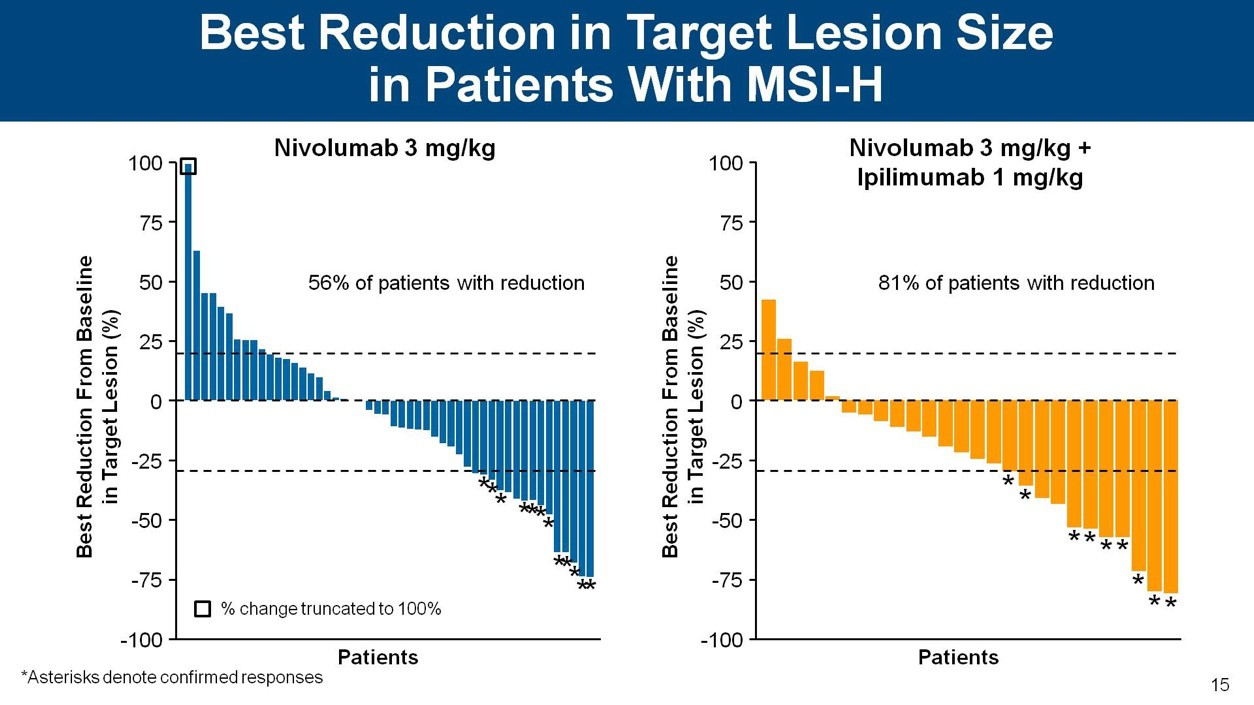 Best Reduction in Target Lesion Size
in Patients With MSI-H
Nivolumab 3 mg/kg
100
75
50
25
0
-25
-50
-75
-100
Best Reduction From Baseline
in Target Lesion (%)
56% of patients with reduction
* * * * * * * * * * * *
% change truncated to 100%
Patients
Nivolumab 3 mg/kg +
Ipilimumab 1 mg/kg
100
75
50
25
0
-25
-50
-75
-100
Best Reduction From Baseline
in Target Lesion (%)
81% of patients with reduction
* * * * * * * * *
Patients
*Asterisks denote confirmed responses
15